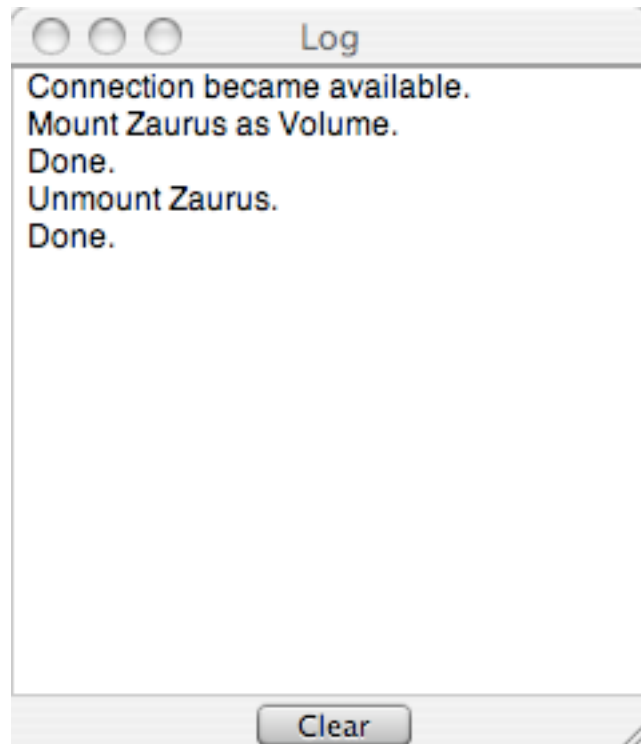 Log
Connection became available.
Mount Zaurus as Volume.
Done.
Unmount Zaurus.
Done.
Clear